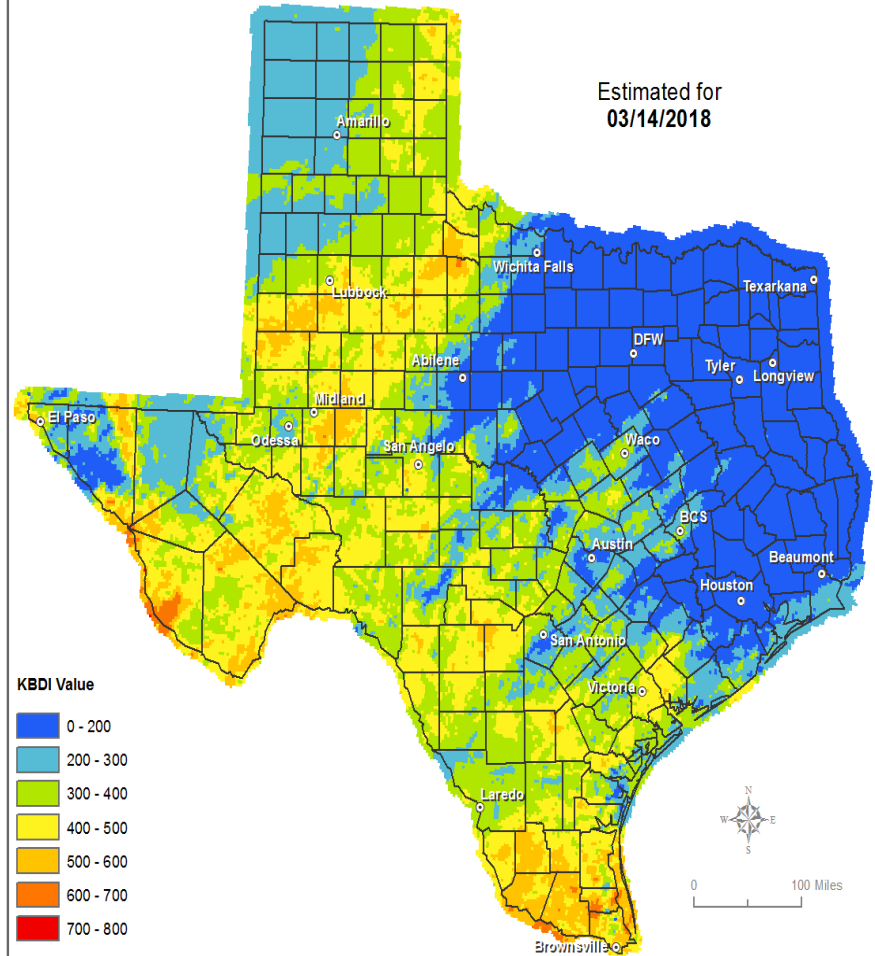 Estimated for
03/14/2018
Amarillo
Wichita Falls
Lubbock
Texarkana
DFW
Abilene
Tyler
Longview
Midland
El Paso
Odessa
San Angelo
Waco
BCS
Austin
Beaumont
Houston
San Antonio
Victoria
KBDI Value
0 - 200
200 - 300
300 - 400
400 - 500
500 - 600
600 - 700
700 - 800
Laredo
N
W
E
S
0
100 Miles
Brownsville